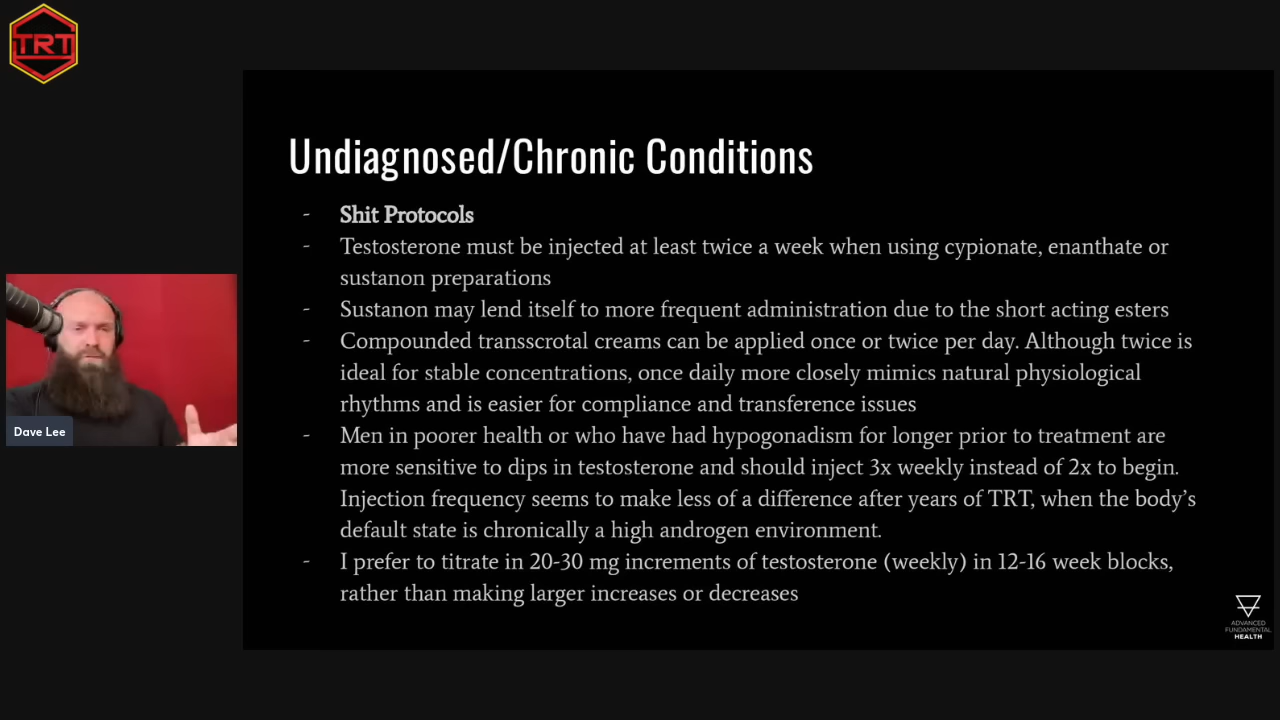 TRT
Undiagnosed/Chronic Conditions
- Shit Protocols
- Testosterone must be injected at least twice a week when using cypionate, enanthate or
sustanon preparations
- Sustanon may lend itself to more frequent administration due to the short acting esters
- Compounded transscrotal creams can be applied once or twice per day. Although twice is
ideal for stable concentrations, once daily more closely mimics natural physiological
rhythms and is easier for compliance and transference issues
- Men in poorer health or who have had hypogonadism for longer prior to treatment are
more sensitive to dips in testosterone and should inject 3x weekly instead of 2x to begin.
Injection frequency seems to make less of a difference after years of TRT, when the body’s
default state is chronically a high androgen environment.
- I prefer to titrate in 20-30 mg increments of testosterone (weekly) in 12-16 week blocks,
rather than making larger increases or decreases
Dave Lee
ADVANCED
FUNDAMENTAL
HEALTH